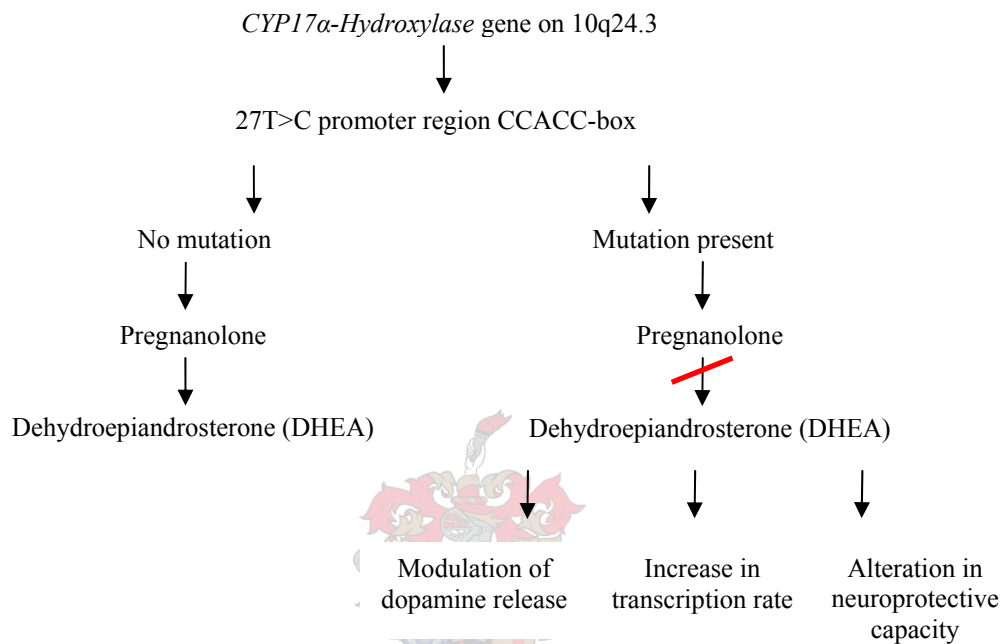 CYP17α-Hydroxylase gene on 10q24.3
27T>C promoter region CCACC-box
No mutation
Mutation present
Pregnanolone
Pregnanolone
Dehydroepiandrosterone (DHEA)
Dehydroepiandrosterone (DHEA)
Modulation of
dopamine release
Increase in
transcription rate
Alteration in
neuroprotective
capacity